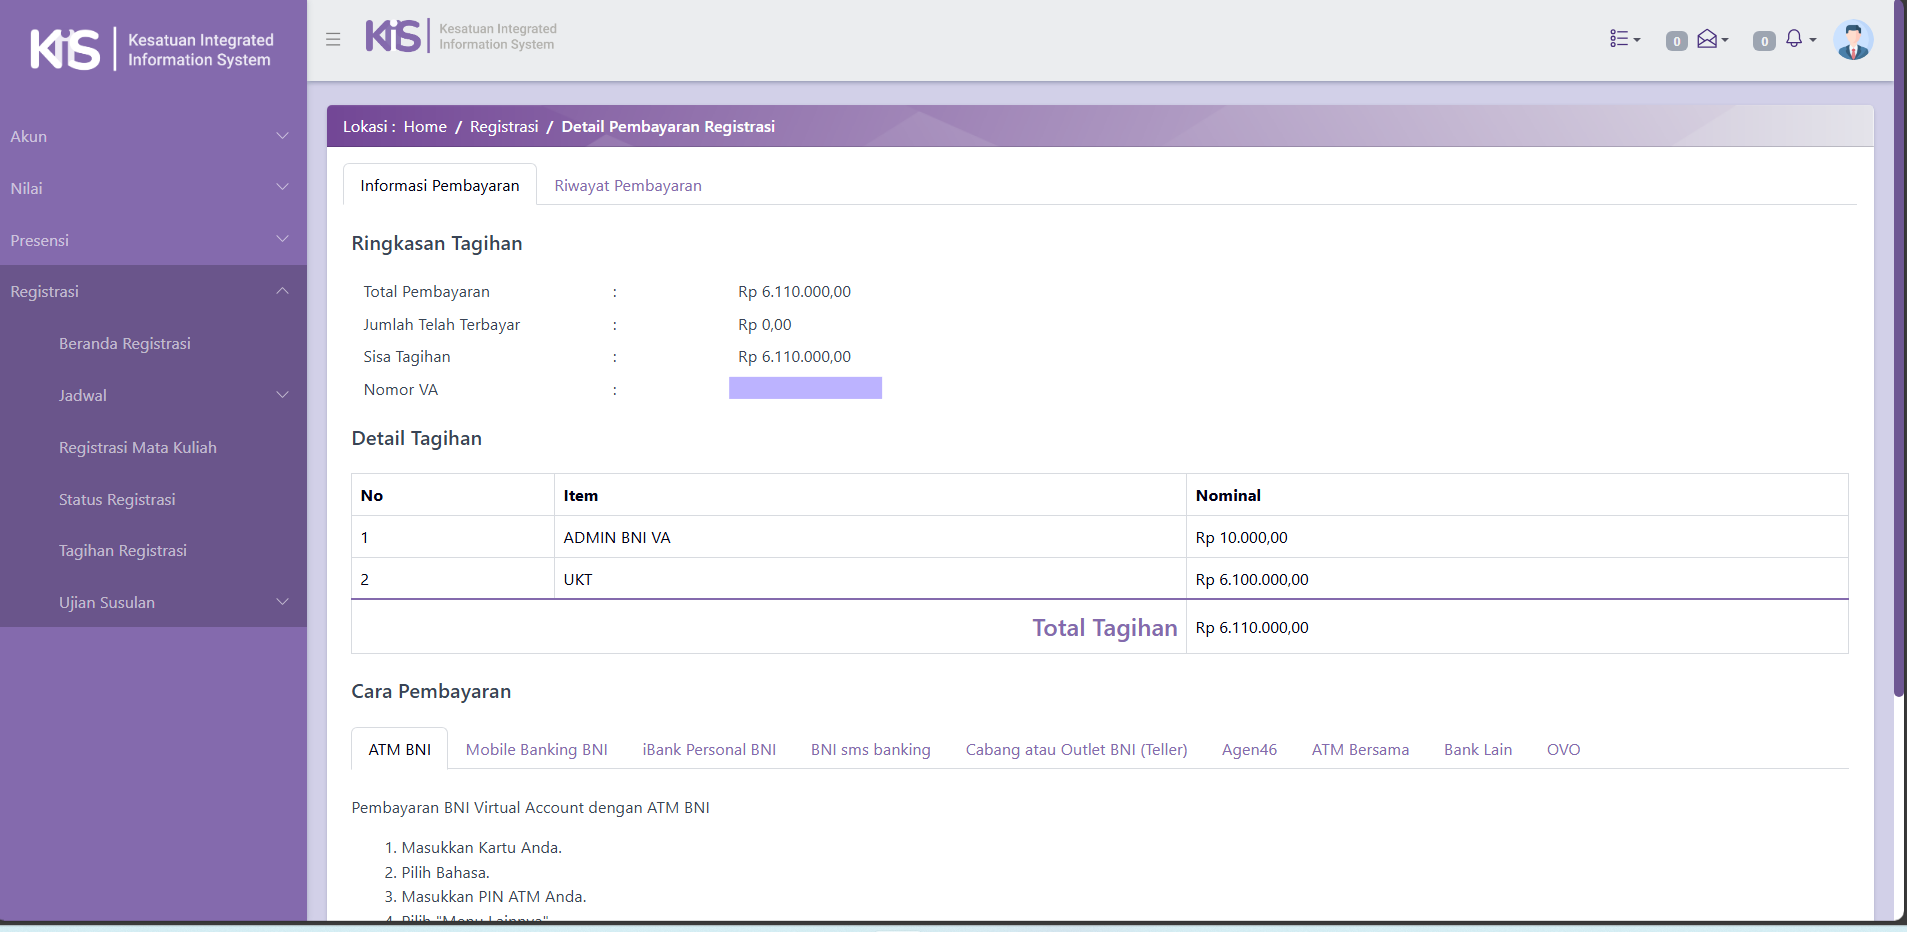 KiS | Kesatuan Integrated
Information System
Akun
Nilai
Presensi
Registrasi
Beranda Registrasi
Jadwal
Registrasi Mata Kuliah
Status Registrasi
Tagihan Registrasi
Ujian Susulan
KiS | Kesatuan Integrated
Information System
0
0
Lokasi : Home / Registrasi / Detail Pembayaran Registrasi
Informasi Pembayaran Riwayat Pembayaran
Ringkasan Tagihan
Total Pembayaran : Rp 6.110.000,00
Jumlah Telah Terbayar : Rp 0,00
Sisa Tagihan : Rp 6.110.000,00
Nomor VA :
Detail Tagihan
No Item Nominal
1 ADMIN BNI VA Rp 10.000,00
2 UKT Rp 6.100.000,00
Total Tagihan Rp 6.110.000,00
Cara Pembayaran
ATM BNI Mobile Banking BNI iBank Personal BNI BNI sms banking Cabang atau Outlet BNI (Teller) Agen46 ATM Bersama Bank Lain OVO
Pembayaran BNI Virtual Account dengan ATM BNI
1. Masukkan Kartu Anda.
2. Pilih Bahasa.
3. Masukkan PIN ATM Anda.
4. Pilih "Menu Lainnya"